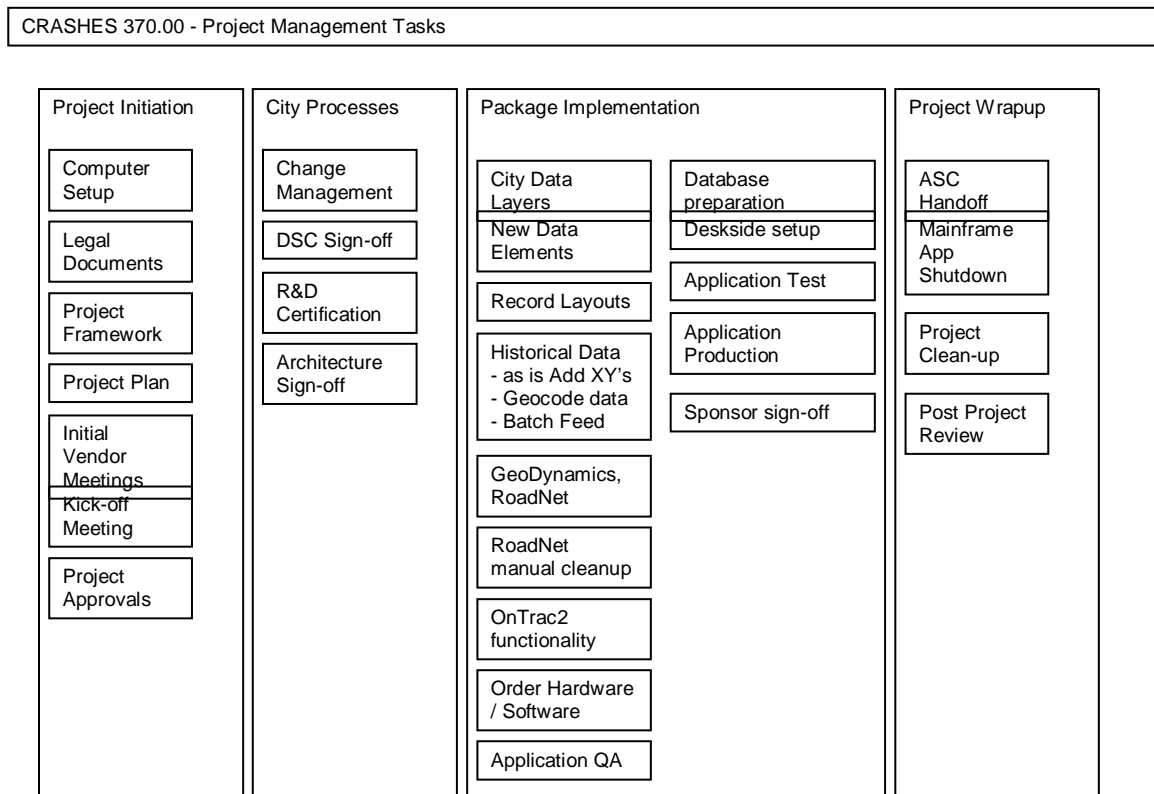 CRASHES 370.00 - Project Management Tasks
Project Initiation
Computer
Setup
Legal
Documents
Project
Framework
Project Plan
Initial
Vendor
Meetings
Kick-off
Meeting
Project
Approvals
City Processes
Change
Management
DSC Sign-off
R&D
Certification
Architecture
Sign-off
Package Implementation
City Data
Layers
New Data
Elements
Record Layouts
Historical Data
- as is Add XY’s
- Geocode data
- Batch Feed
GeoDynamics,
RoadNet
RoadNet
manual cleanup
OnTrac2
functionality
Order Hardware
/ Software
Application QA
Database
preparation
Deskside setup
Application Test
Application
Production
Sponsor sign-off
Project Wrapup
ASC
Handoff
Mainframe
App
Shutdown
Project
Clean-up
Post Project
Review